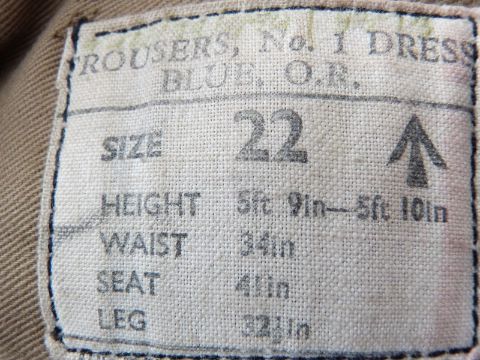 ROUSERS, No. 1 DRESS
BLUE, O.R.
SIZE 22
HEIGHT 5ft 9in—5ft 10in
WAIST 34in
SEAT 41in
LEG 32½in